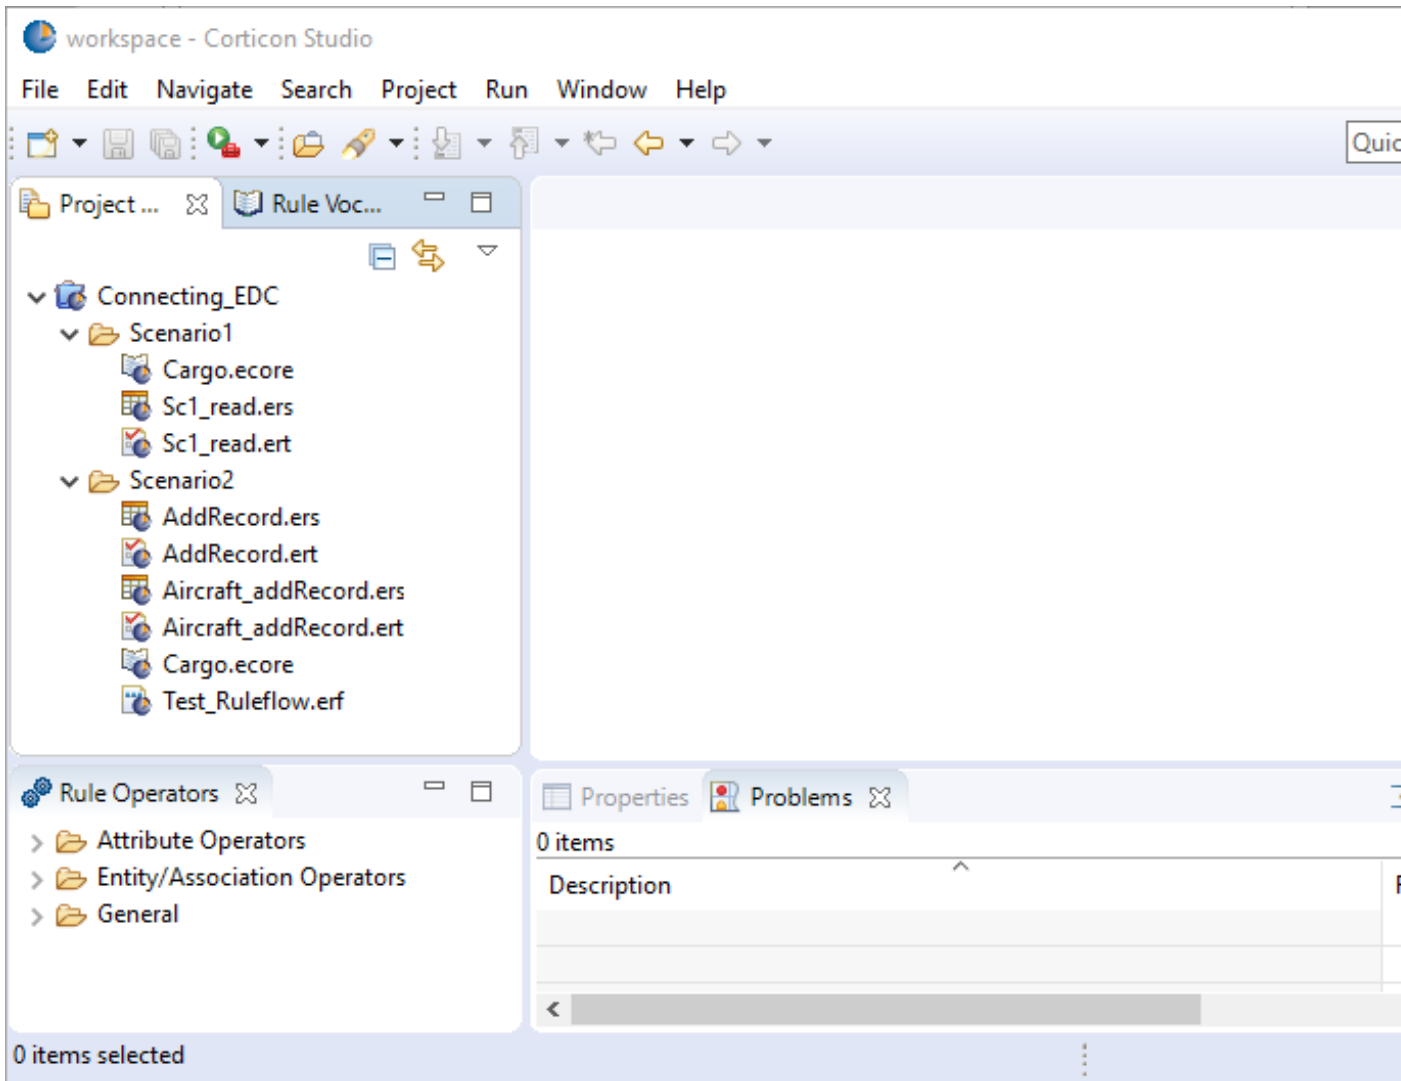 workspace - Corticon Studio
File Edit Navigate Search Project Run Window Help
Quic
Project ... Rule Voc...
Connecting_EDC
Scenario1
Cargo.ecore
Sc1_read.ers
Sc1_read.ert
Scenario2
AddRecord.ers
AddRecord.ert
Aircraft_addRecord.ers
Aircraft_addRecord.ert
Cargo.ecore
Test_Ruleflow.erf
Rule Operators
Attribute Operators
Entity/Association Operators
General
Properties Problems
0 items
Description
0 items selected